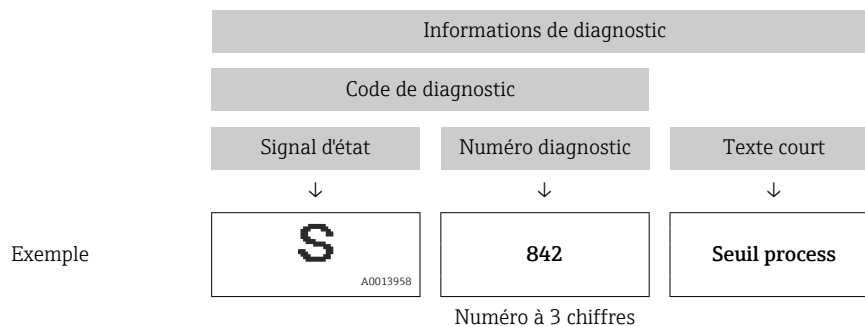 Informations de diagnostic
Code de diagnostic
Signal d'état Numéro diagnostic Texte court
↓ ↓ ↓
Exemple S 842 Seuil process
A0013958
Numéro à 3 chiffres